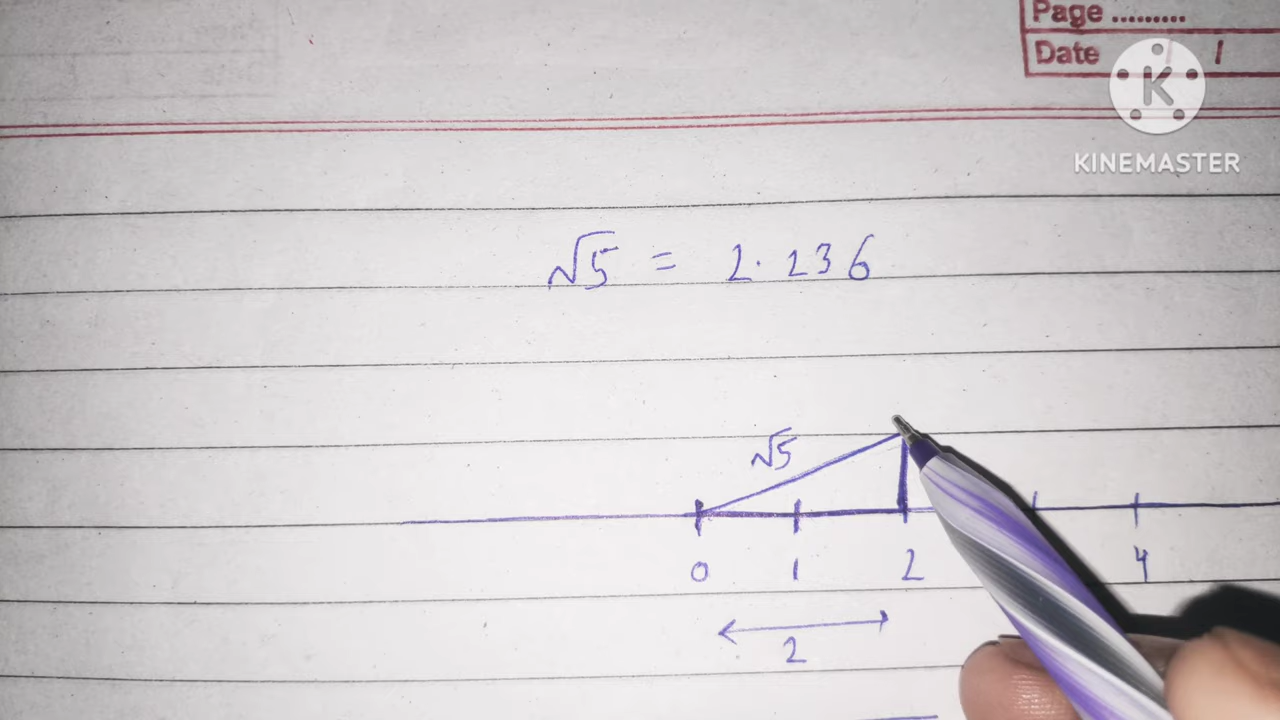 Page .........
Date / /
K
KINEMASTER
√5 = 2.236
√5
0 1 2 4
2